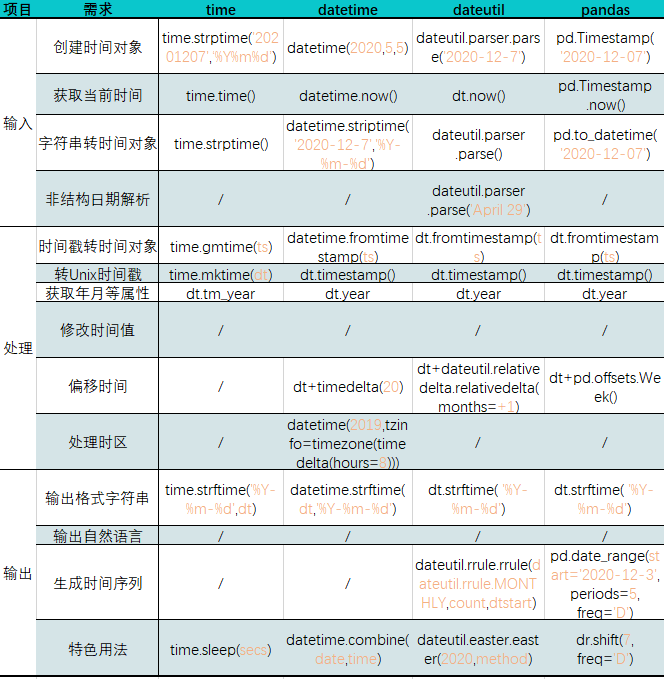 项目 需求 time datetime dateutil pandas
输入
创建时间对象 time.strptime('20201207','%Y%m%d') datetime(2020,5,5) dateutil.parser.parse('2020-12-7') pd.Timestamp('2020-12-07')
获取当前时间 time.time() datetime.now() dt.now() pd.Timestamp.now()
字符串转时间对象 time.strptime() datetime.striptime('2020-12-7','%Y-%m-%d') dateutil.parser.parse() pd.to_datetime('2020-12-07')
非结构日期解析 / / dateutil.parser.parse('April 29') /
处理
时间戳转时间对象 time.gmtime(ts) datetime.fromtimestamp(ts) dt.fromtimestamp(ts) dt.fromtimestamp(ts)
转Unix时间戳 time.mktime(dt) dt.timestamp() dt.timestamp() dt.timestamp()
获取年月等属性 dt.tm_year dt.year dt.year dt.year
修改时间值 / / / /
偏移时间 / dt+timedelta(20) dt+dateutil.relativedelta.relativedelta(months=+1) dt+pd.offsets.Week()
处理时区 / datetime(2019,tzinfo=timezone(timedelta(hours=8))) / /
输出
输出格式字符串 time.strftime('%Y-%m-%d',dt) datetime.strftime(dt,'%Y-%m-%d') dt.strftime( '%Y-%m-%d') dt.strftime( '%Y-%m-%d')
输出自然语言 / / / /
生成时间序列 / / dateutil.rrule.rrule(dateutil.rrule.MONTHLY,count,dtstart) pd.date_range(start='2020-12-3', periods=5, freq='D')
特色用法 time.sleep(secs) datetime.combine(date,time) dateutil.easter.easter(2020,method) dr.shift(7, freq='D')